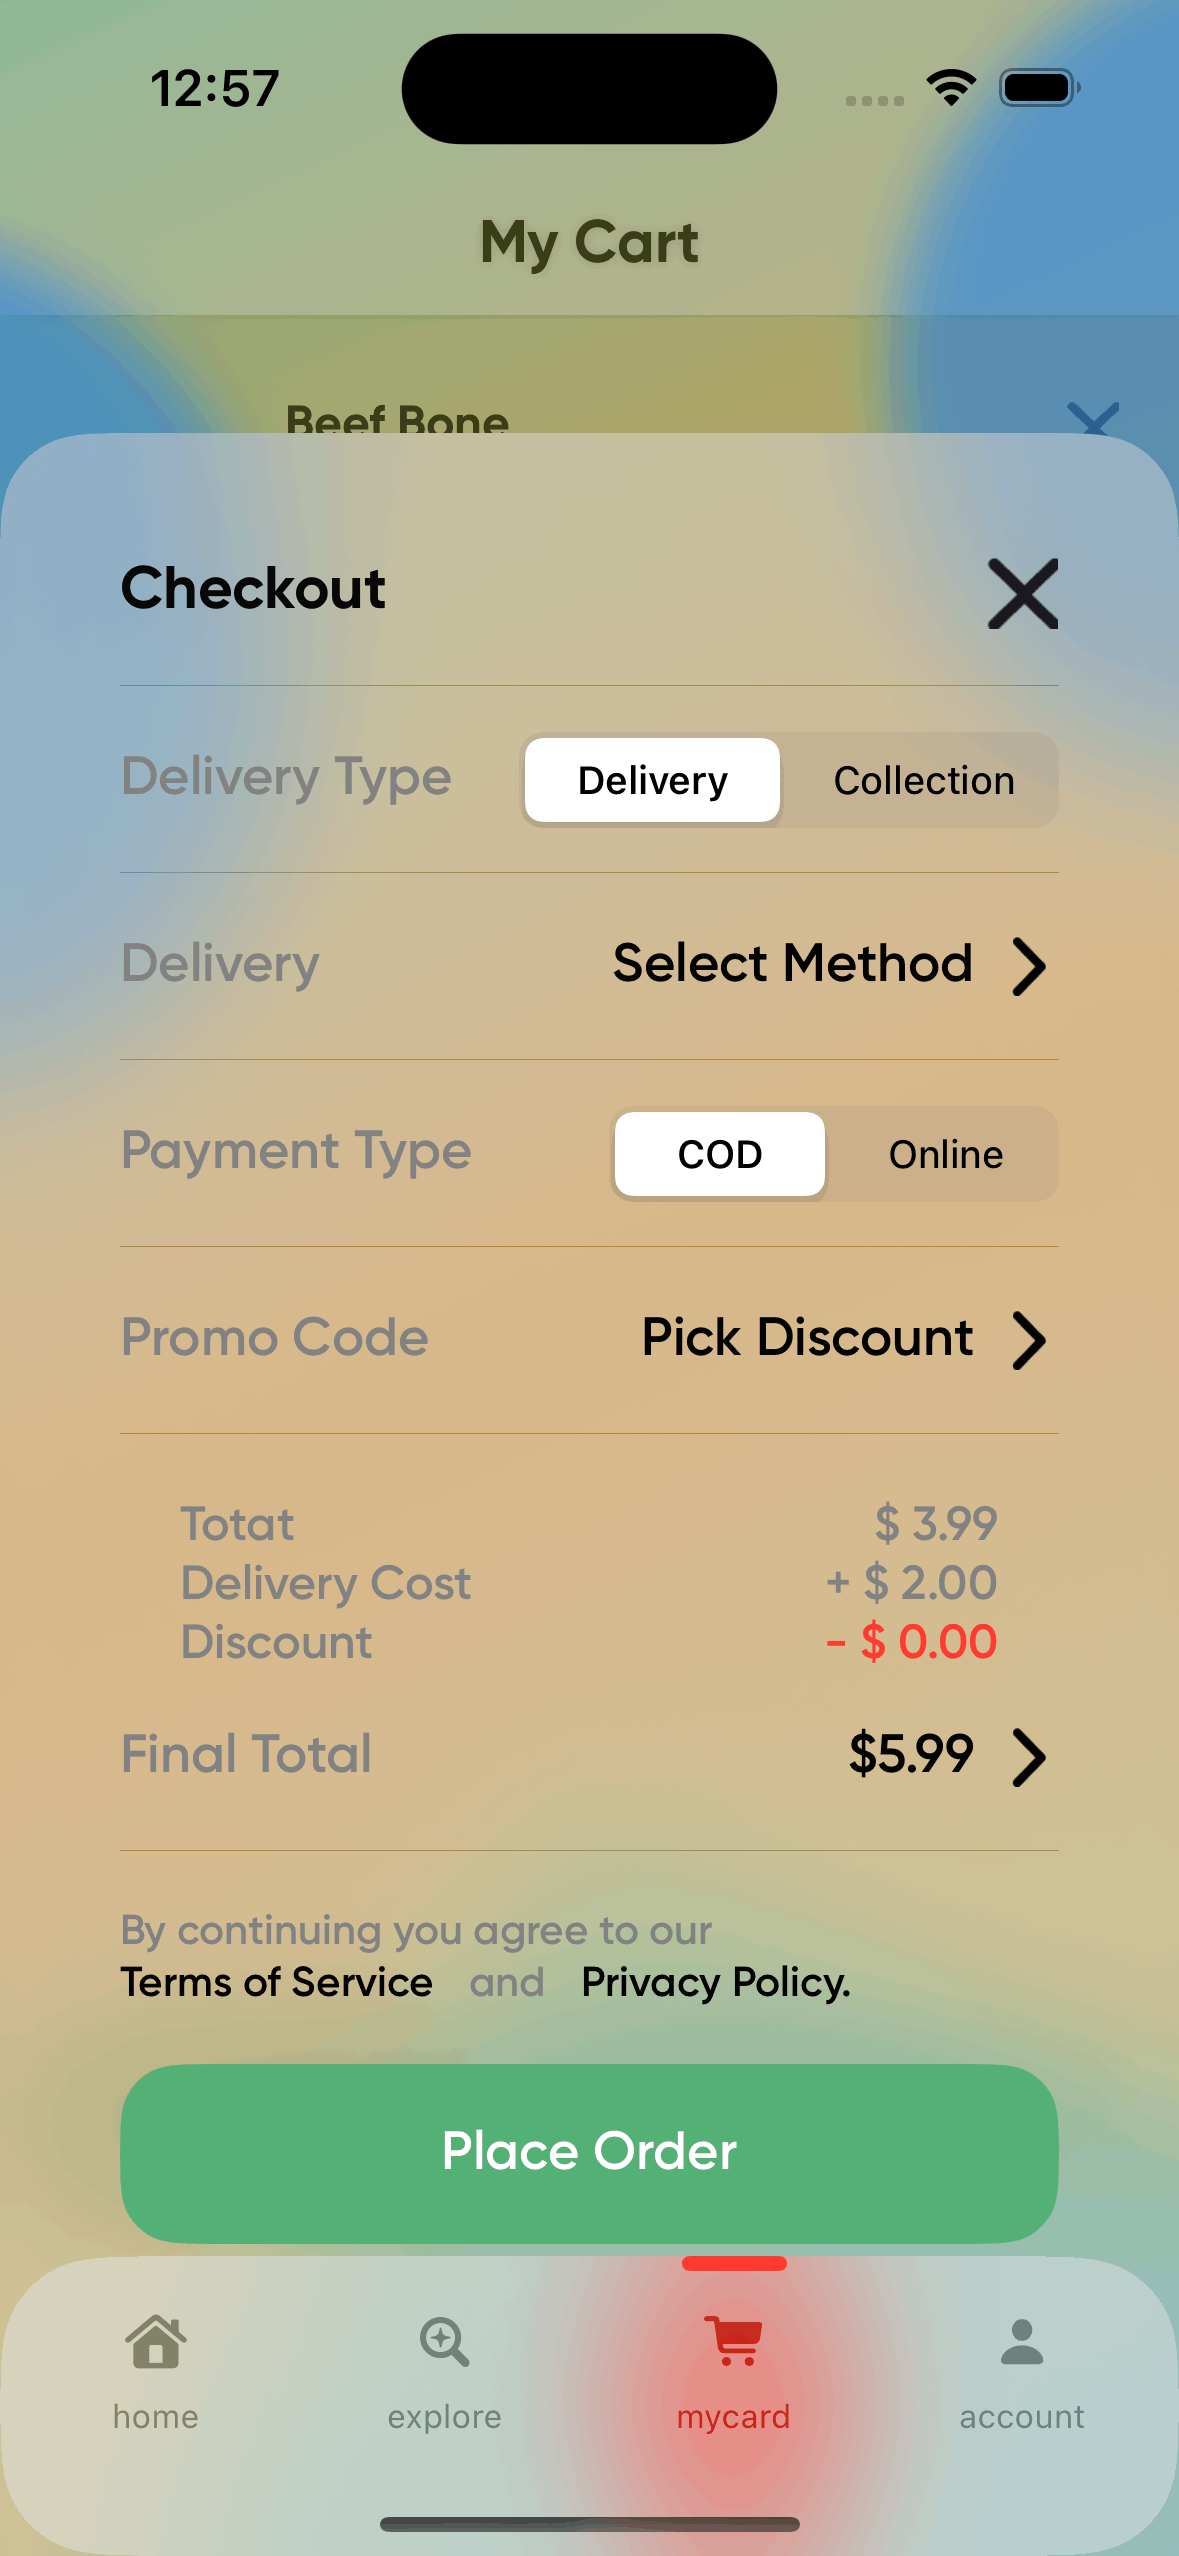 12:57
My Cart
Beef Bone
Checkout
Delivery Type Delivery Collection
Delivery Select Method
Payment Type COD Online
Promo Code Pick Discount
Totat $ 3.99
Delivery Cost + $ 2.00
Discount - $ 0.00
Final Total $5.99
By continuing you agree to our
Terms of Service and Privacy Policy.
Place Order
home explore mycard account